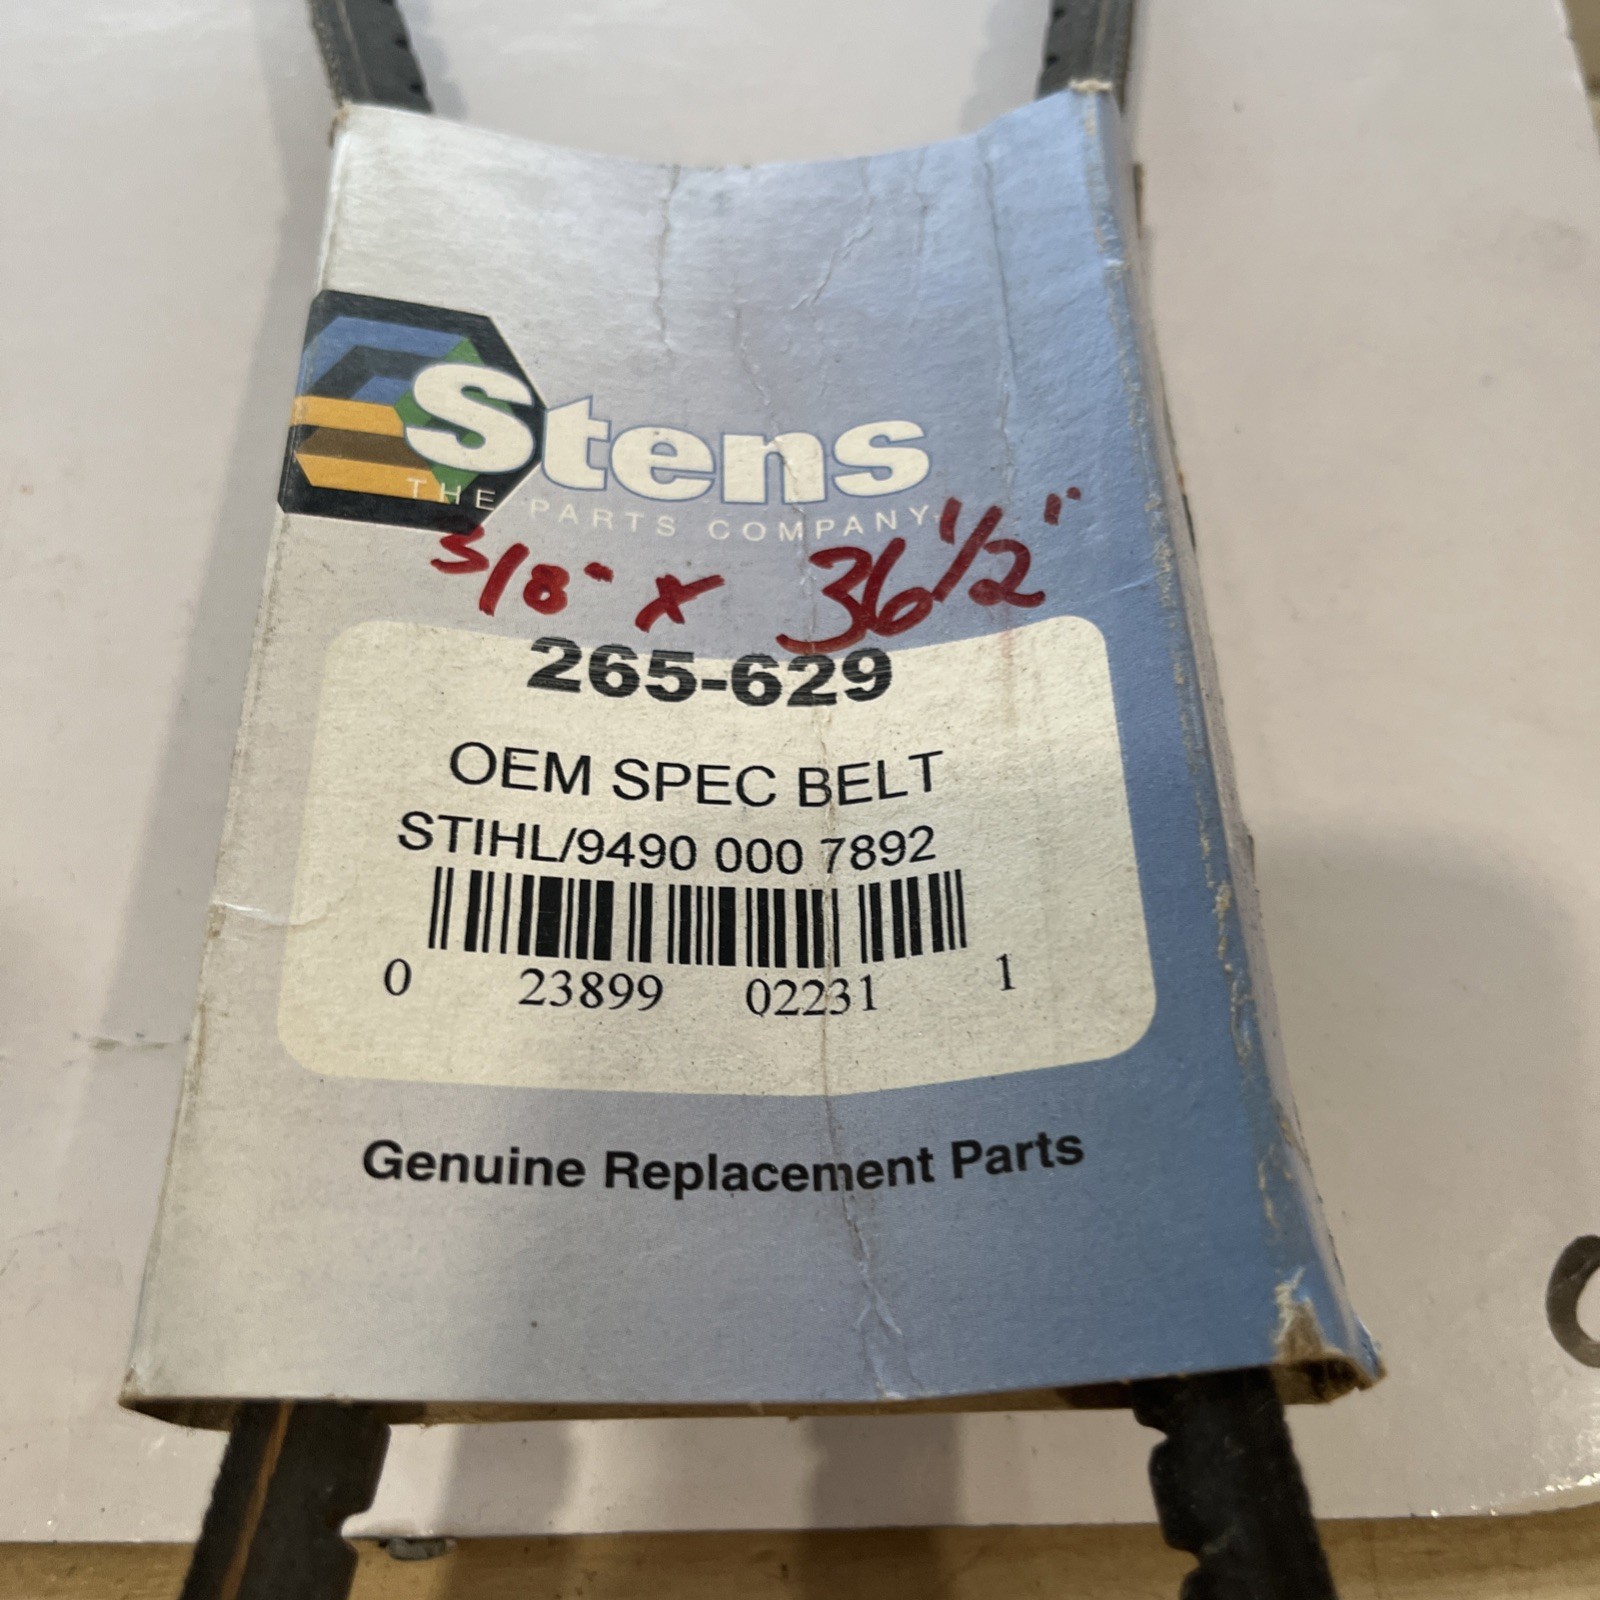 Stens
THE PARTS COMPANY
3/8" x 36 1/2"
265-629
OEM SPEC BELT
STIHL/9490 000 7892
0 23899 02231 1
Genuine Replacement Parts